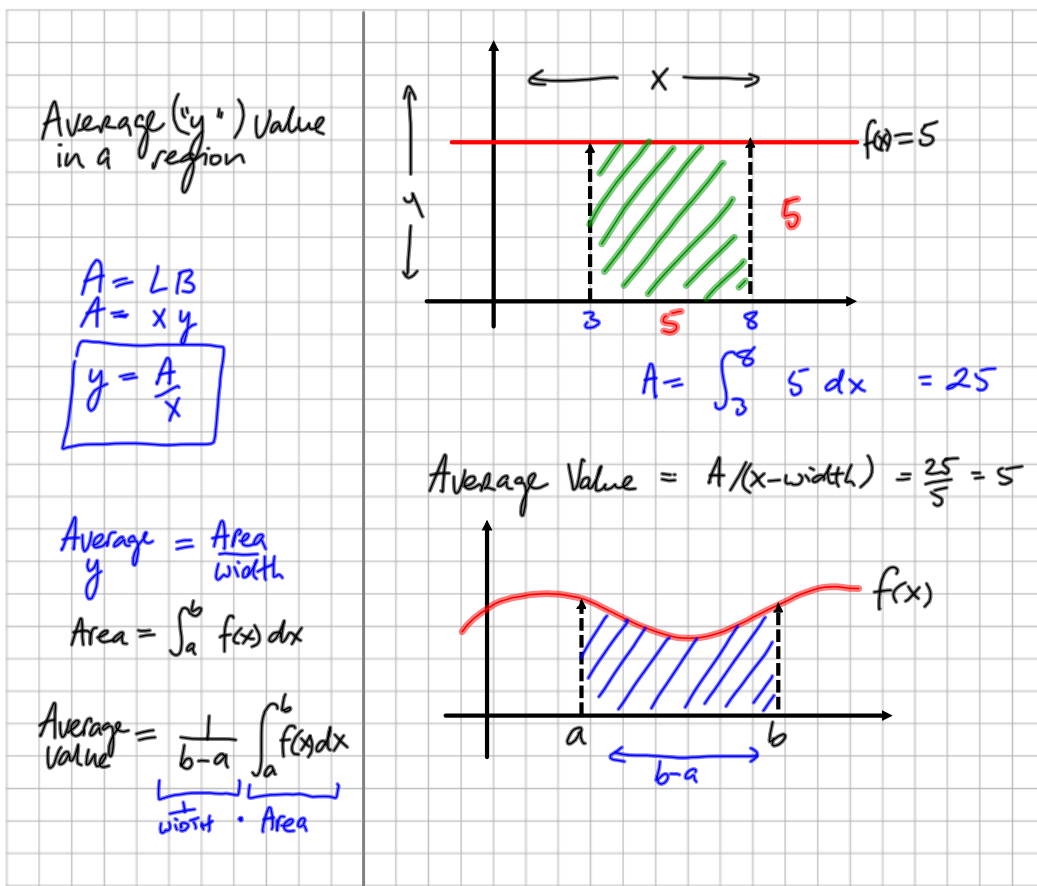 Average ("y") Value
in a region
A = L B
A = x y
y = A/x
Average y = Area/width
Area = ∫_a^b f(x) dx
Average Value = 1/(b-a) ∫_a^b f(x)dx
1/WIDTH · Area
x
y
f(x) = 5
5
3 5 8
A = ∫_3^8 5 dx = 25
Average Value = A/(x-width) = 25/5 = 5
f(x)
a b
b-a